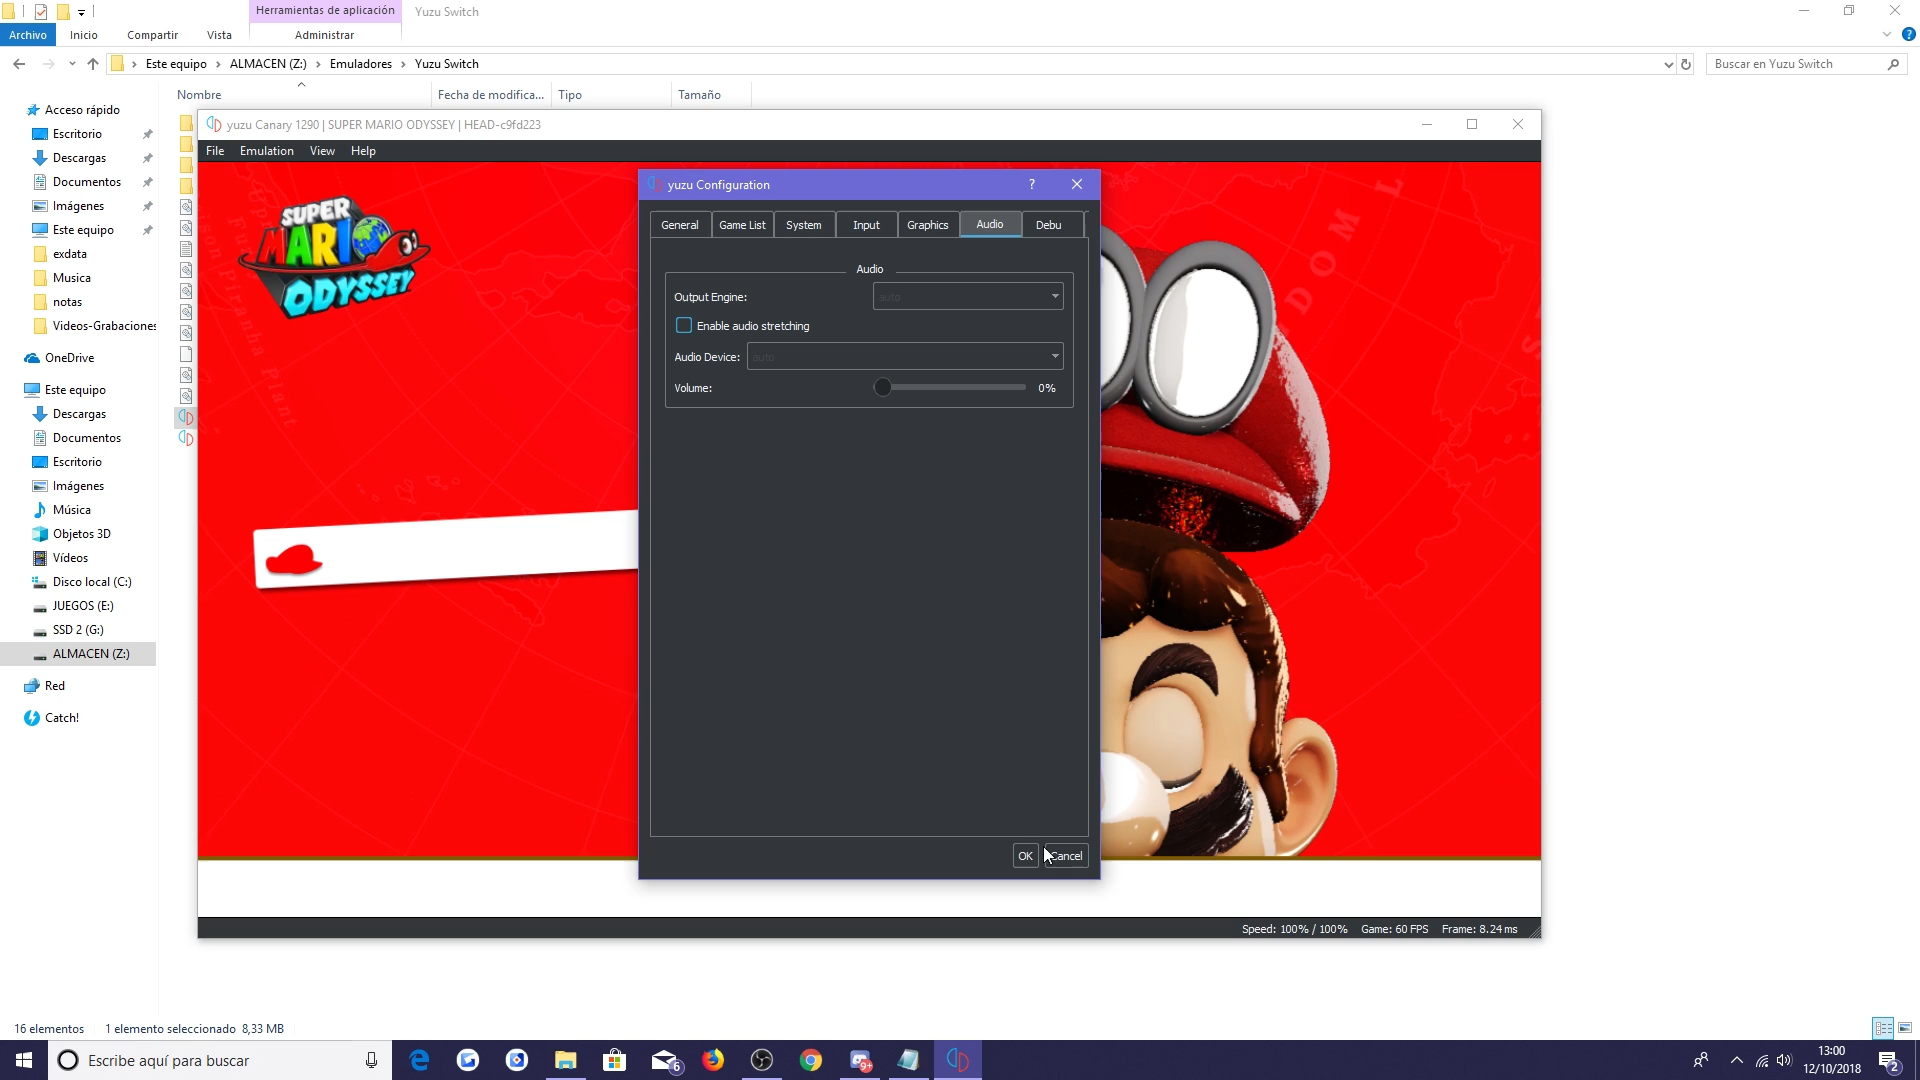 Herramientas de aplicación
Yuzu Switch
Archivo
Inicio
Compartir
Vista
Administrar
Este equipo
ALMACEN (Z:)
Emuladores
Yuzu Switch
Buscar en Yuzu Switch
Nombre
Fecha de modifica...
Tipo
Tamaño
Acceso rápido
Escritorio
Descargas
Documentos
Imágenes
Este equipo
exdata
Musica
notas
Videos-Grabaciones
OneDrive
Este equipo
Descargas
Documentos
Escritorio
Imágenes
Música
Objetos 3D
Vídeos
Disco local (C:)
JUEGOS (E:)
SSD 2 (G:)
ALMACEN (Z:)
Red
Catch!
yuzu Canary 1290 | SUPER MARIO ODYSSEY | HEAD-c9fd223
File Emulation View Help
SUPER
MARIO
ODYSSEY
yuzu Configuration
?
General
Game List
System
Input
Graphics
Audio
Debu
Audio
Output Engine:
auto
Enable audio stretching
Audio Device:
auto
Volume:
0%
OK
Cancel
Speed: 100% / 100% Game: 60 FPS Frame: 8.24 ms
16 elementos
1 elemento seleccionado 8,33 MB
Escribe aquí para buscar
6
9+
13:00
12/10/2018
2